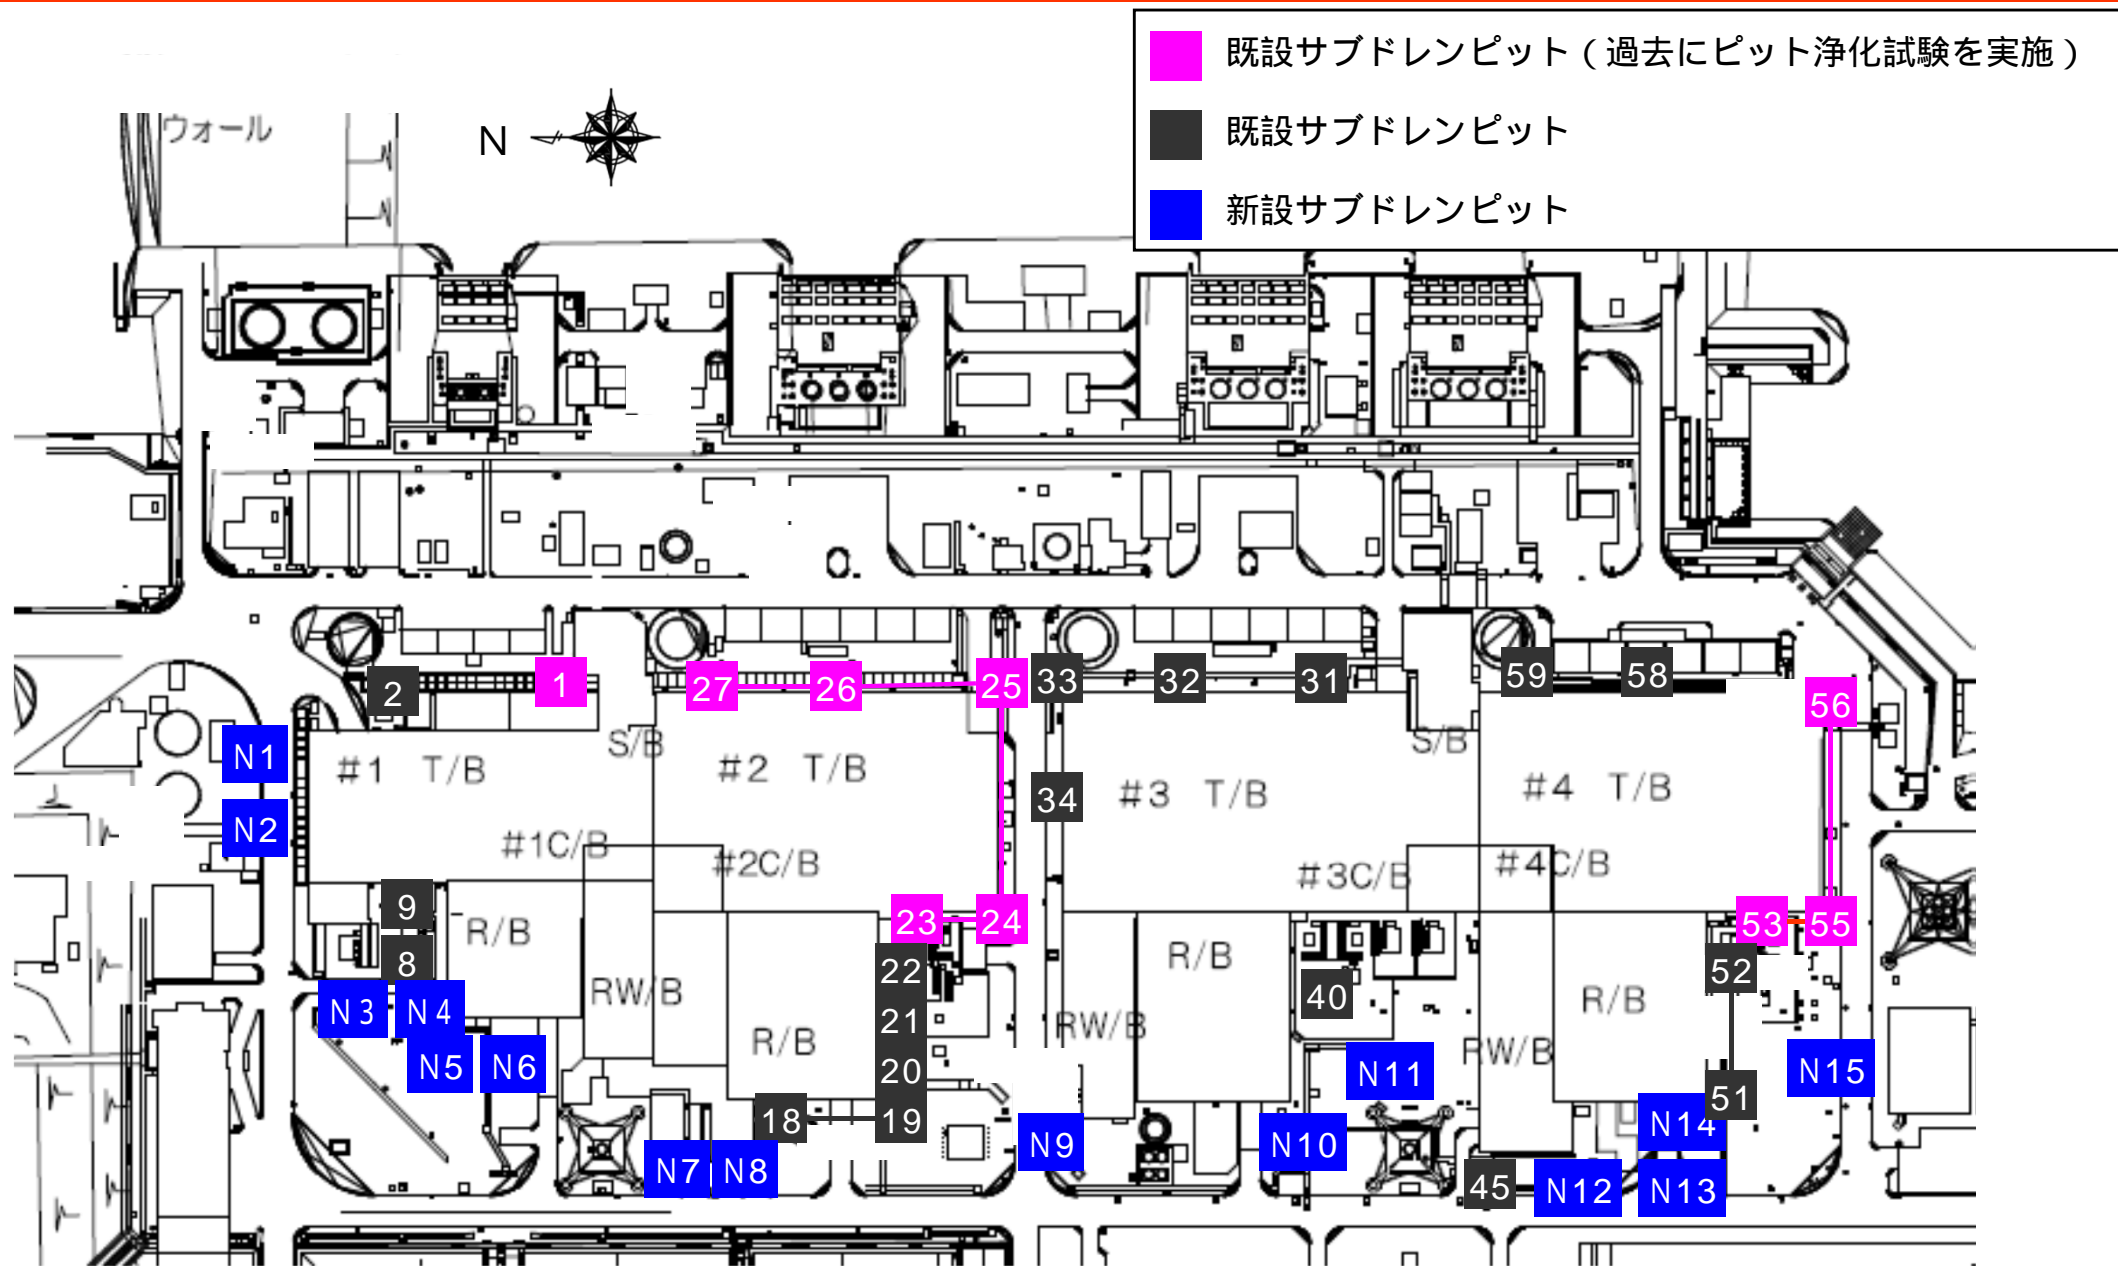 既設サブドレンピット(過去にピット浄化試験を実施)
既設サブドレンピット
新設サブドレンピット
ウォール
N
2
1
27
26
25
33
32
31
59
58
56
N1
#1 T/B
S/B
#2 T/B
34
#3 T/B
S/B
#4 T/B
N2
#1C/B
#2C/B
#3C/B
#4C/B
9
R/B
23
24
53
55
8
22
R/B
40
52
R/B
RW/B
N3
N4
21
R/B
RW/B
RW/B
N5
N6
20
N11
N15
18
19
51
N14
N9
N10
N7
N8
45
N12
N13